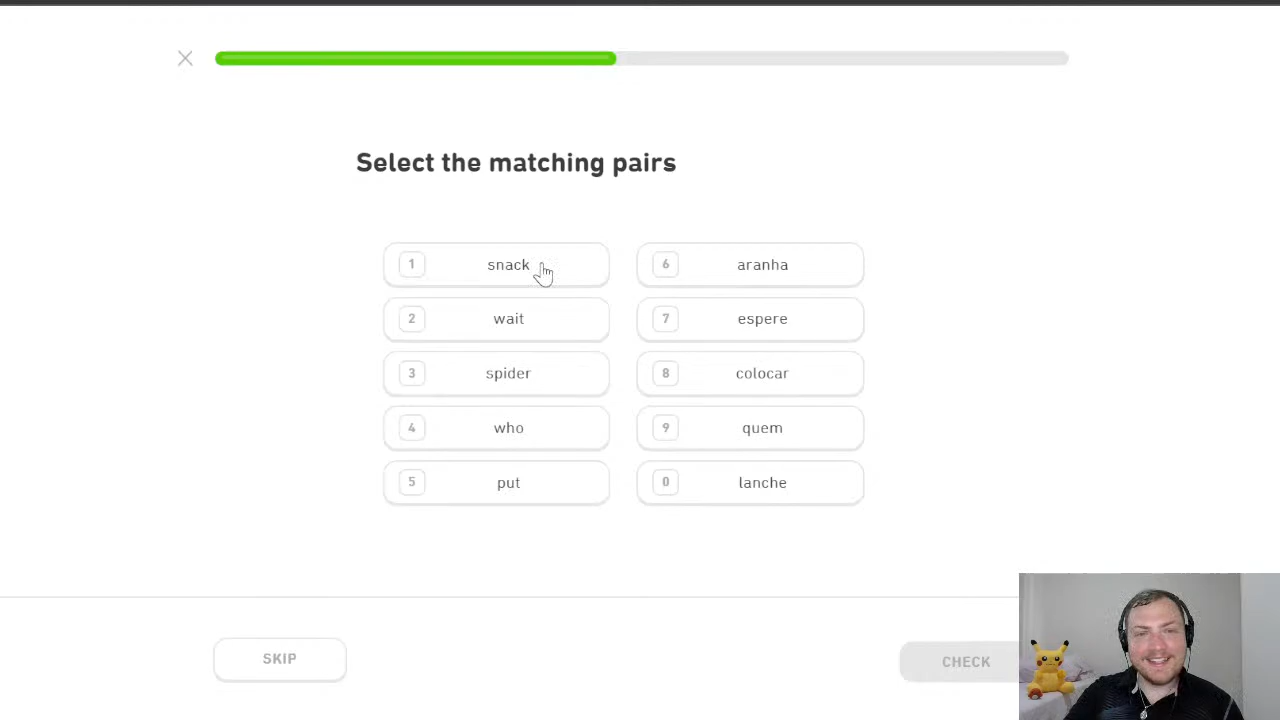 Select the matching pairs
1 snack
6 aranha
2 wait
7 espere
3 spider
8 colocar
4 who
9 quem
5 put
0 lanche
SKIP
CHECK